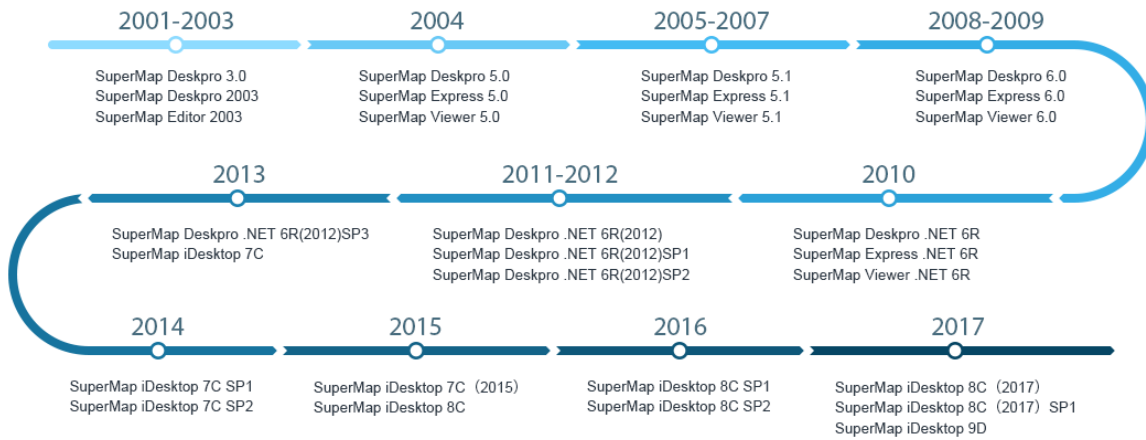 2001-2003
SuperMap Deskpro 3.0
SuperMap Deskpro 2003
SuperMap Editor 2003
2004
SuperMap Deskpro 5.0
SuperMap Express 5.0
SuperMap Viewer 5.0
2005-2007
SuperMap Deskpro 5.1
SuperMap Express 5.1
SuperMap Viewer 5.1
2008-2009
SuperMap Deskpro 6.0
SuperMap Express 6.0
SuperMap Viewer 6.0
2010
SuperMap Deskpro .NET 6R
SuperMap Express .NET 6R
SuperMap Viewer .NET 6R
2011-2012
SuperMap Deskpro .NET 6R(2012)
SuperMap Deskpro .NET 6R(2012)SP1
SuperMap Deskpro .NET 6R(2012)SP2
2013
SuperMap Deskpro .NET 6R(2012)SP3
SuperMap iDesktop 7C
2014
SuperMap iDesktop 7C SP1
SuperMap iDesktop 7C SP2
2015
SuperMap iDesktop 7C（2015）
SuperMap iDesktop 8C
2016
SuperMap iDesktop 8C SP1
SuperMap iDesktop 8C SP2
2017
SuperMap iDesktop 8C（2017）
SuperMap iDesktop 8C（2017）SP1
SuperMap iDesktop 9D